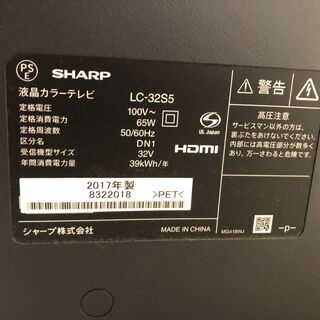 PS
E
SHARP
液晶カラーテレビ LC-32S5
定格電圧 100V~
定格消費電力 65W
定格周波数 50/60Hz
区分名 DN1
受信機型サイズ 32V
年間消費電力量 39kWh/年
UL Japan
HDMI
2017年製
8322018 >PET<
シャープ株式会社 MADE IN CHINA
警告
高圧注意
サービスマン以外の方は、
裏ぶたをあけないでください。
内部には高電圧部分が数多く
あり、万一さわると危険です。
MG418WJ
-p-